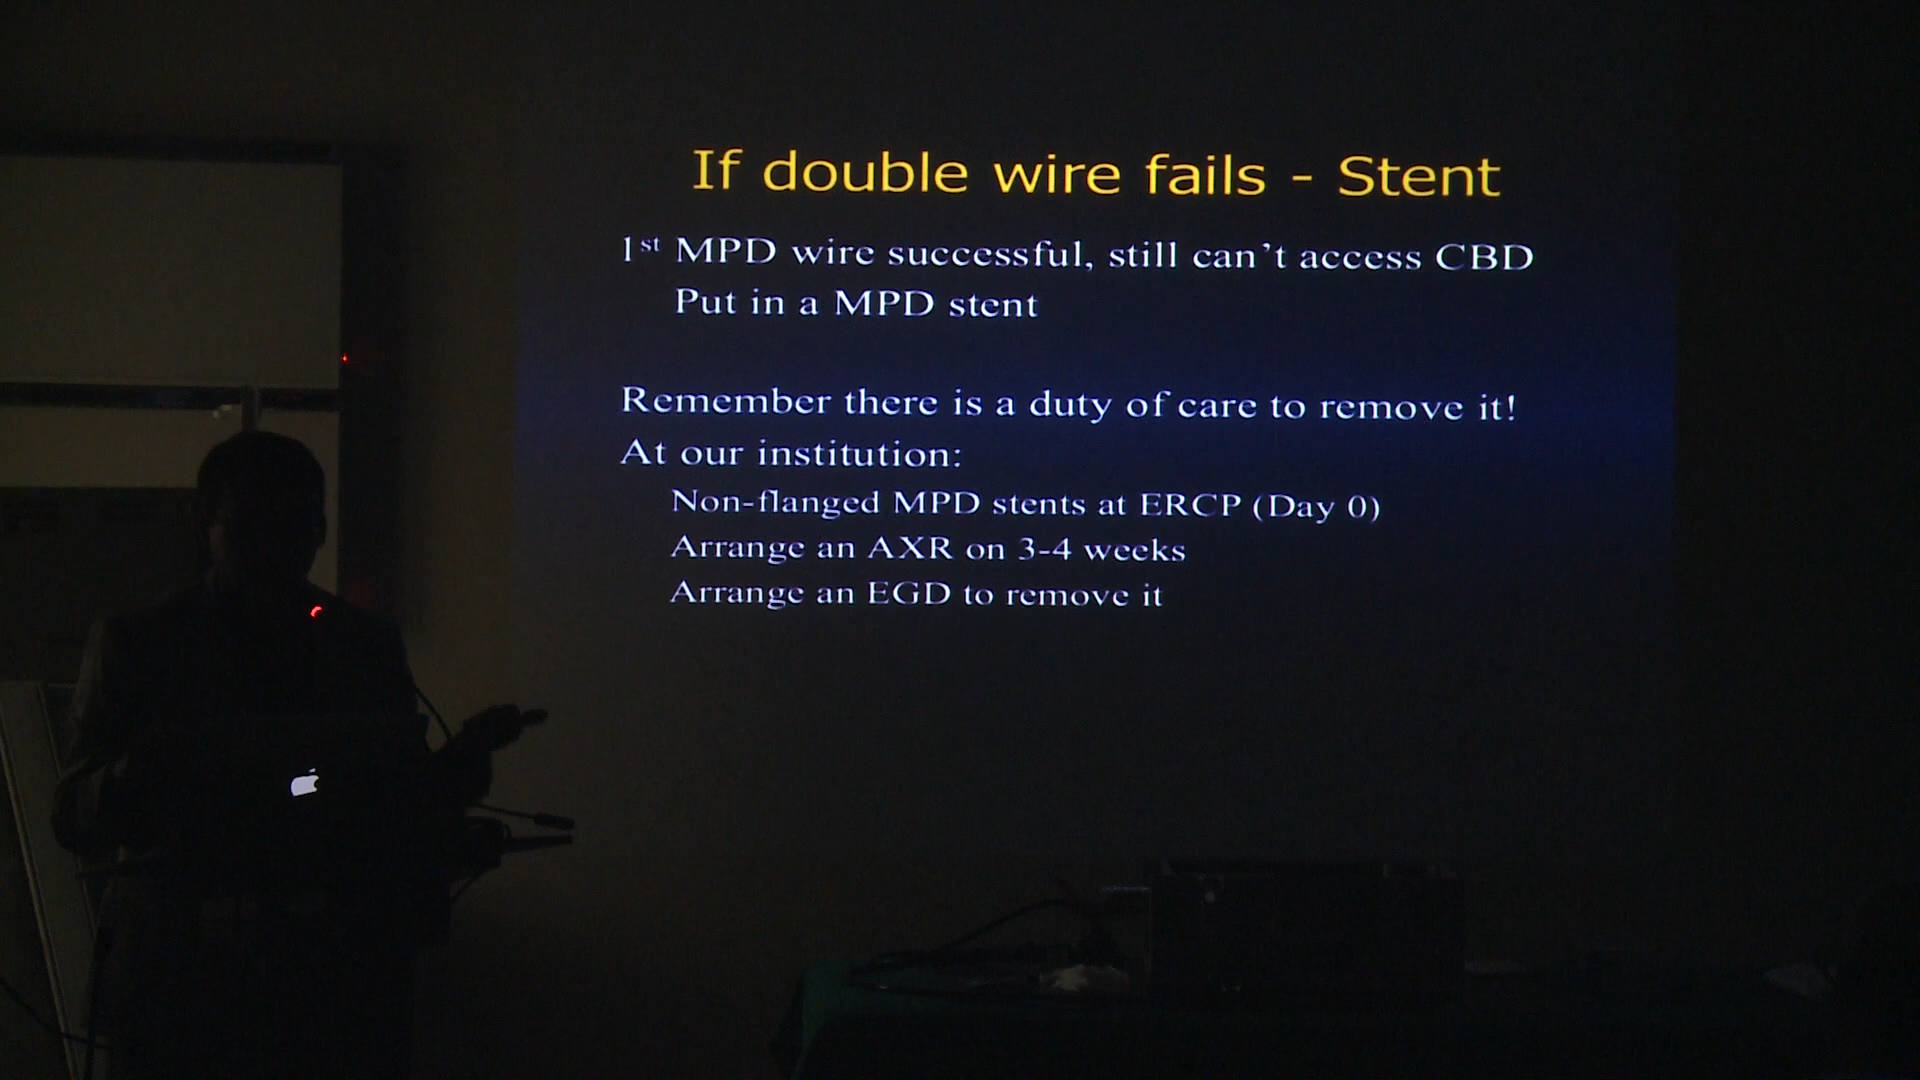 If double wire fails - Stent
1st MPD wire successful, still can't access CBD
Put in a MPD stent
Remember there is a duty of care to remove it!
At our institution:
Non-flanged MPD stents at ERCP (Day 0)
Arrange an AXR on 3-4 weeks
Arrange an EGD to remove it